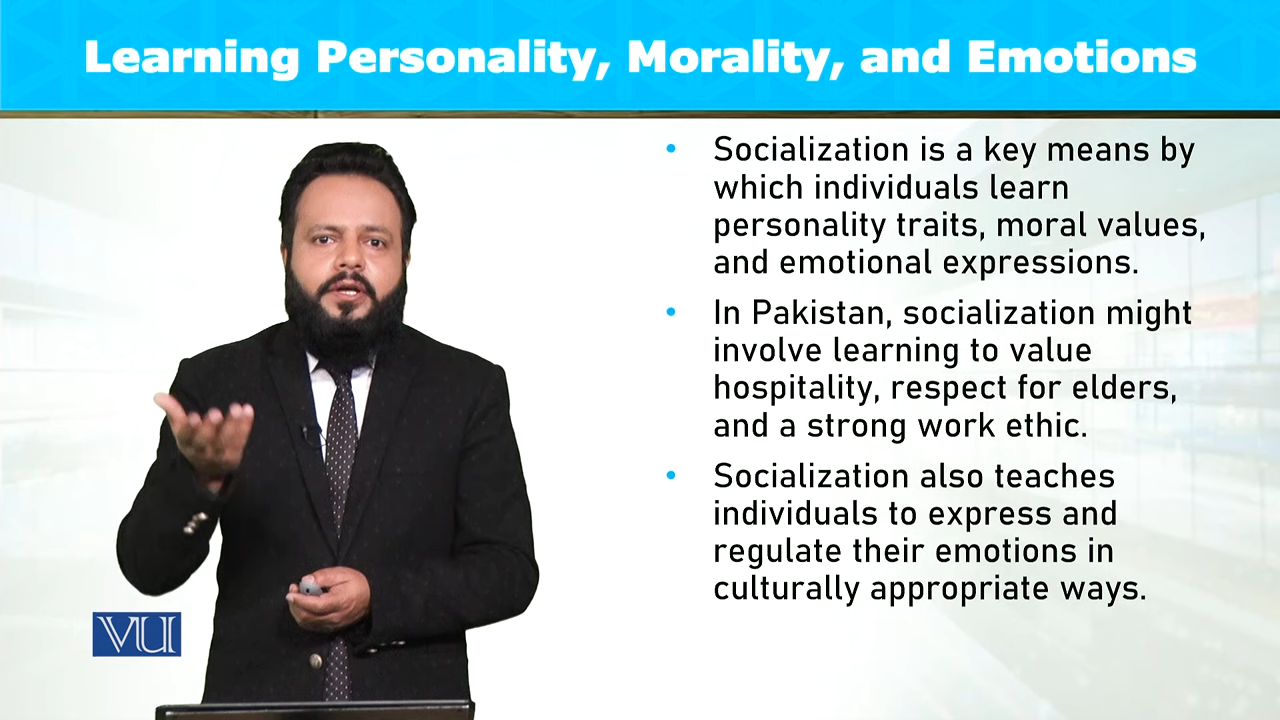 Learning Personality, Morality, and Emotions
• Socialization is a key means by
which individuals learn
personality traits, moral values,
and emotional expressions.
• In Pakistan, socialization might
involve learning to value
hospitality, respect for elders,
and a strong work ethic.
• Socialization also teaches
individuals to express and
regulate their emotions in
culturally appropriate ways.
VU